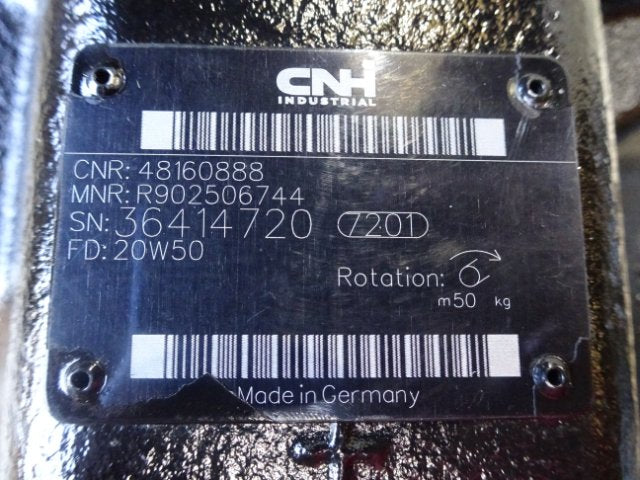 CNH
INDUSTRIAL
CNR: 48160888
MNR: R902506744
SN: 36414720 7201
FD: 20W50
Rotation:
m50 kg
Made in Germany